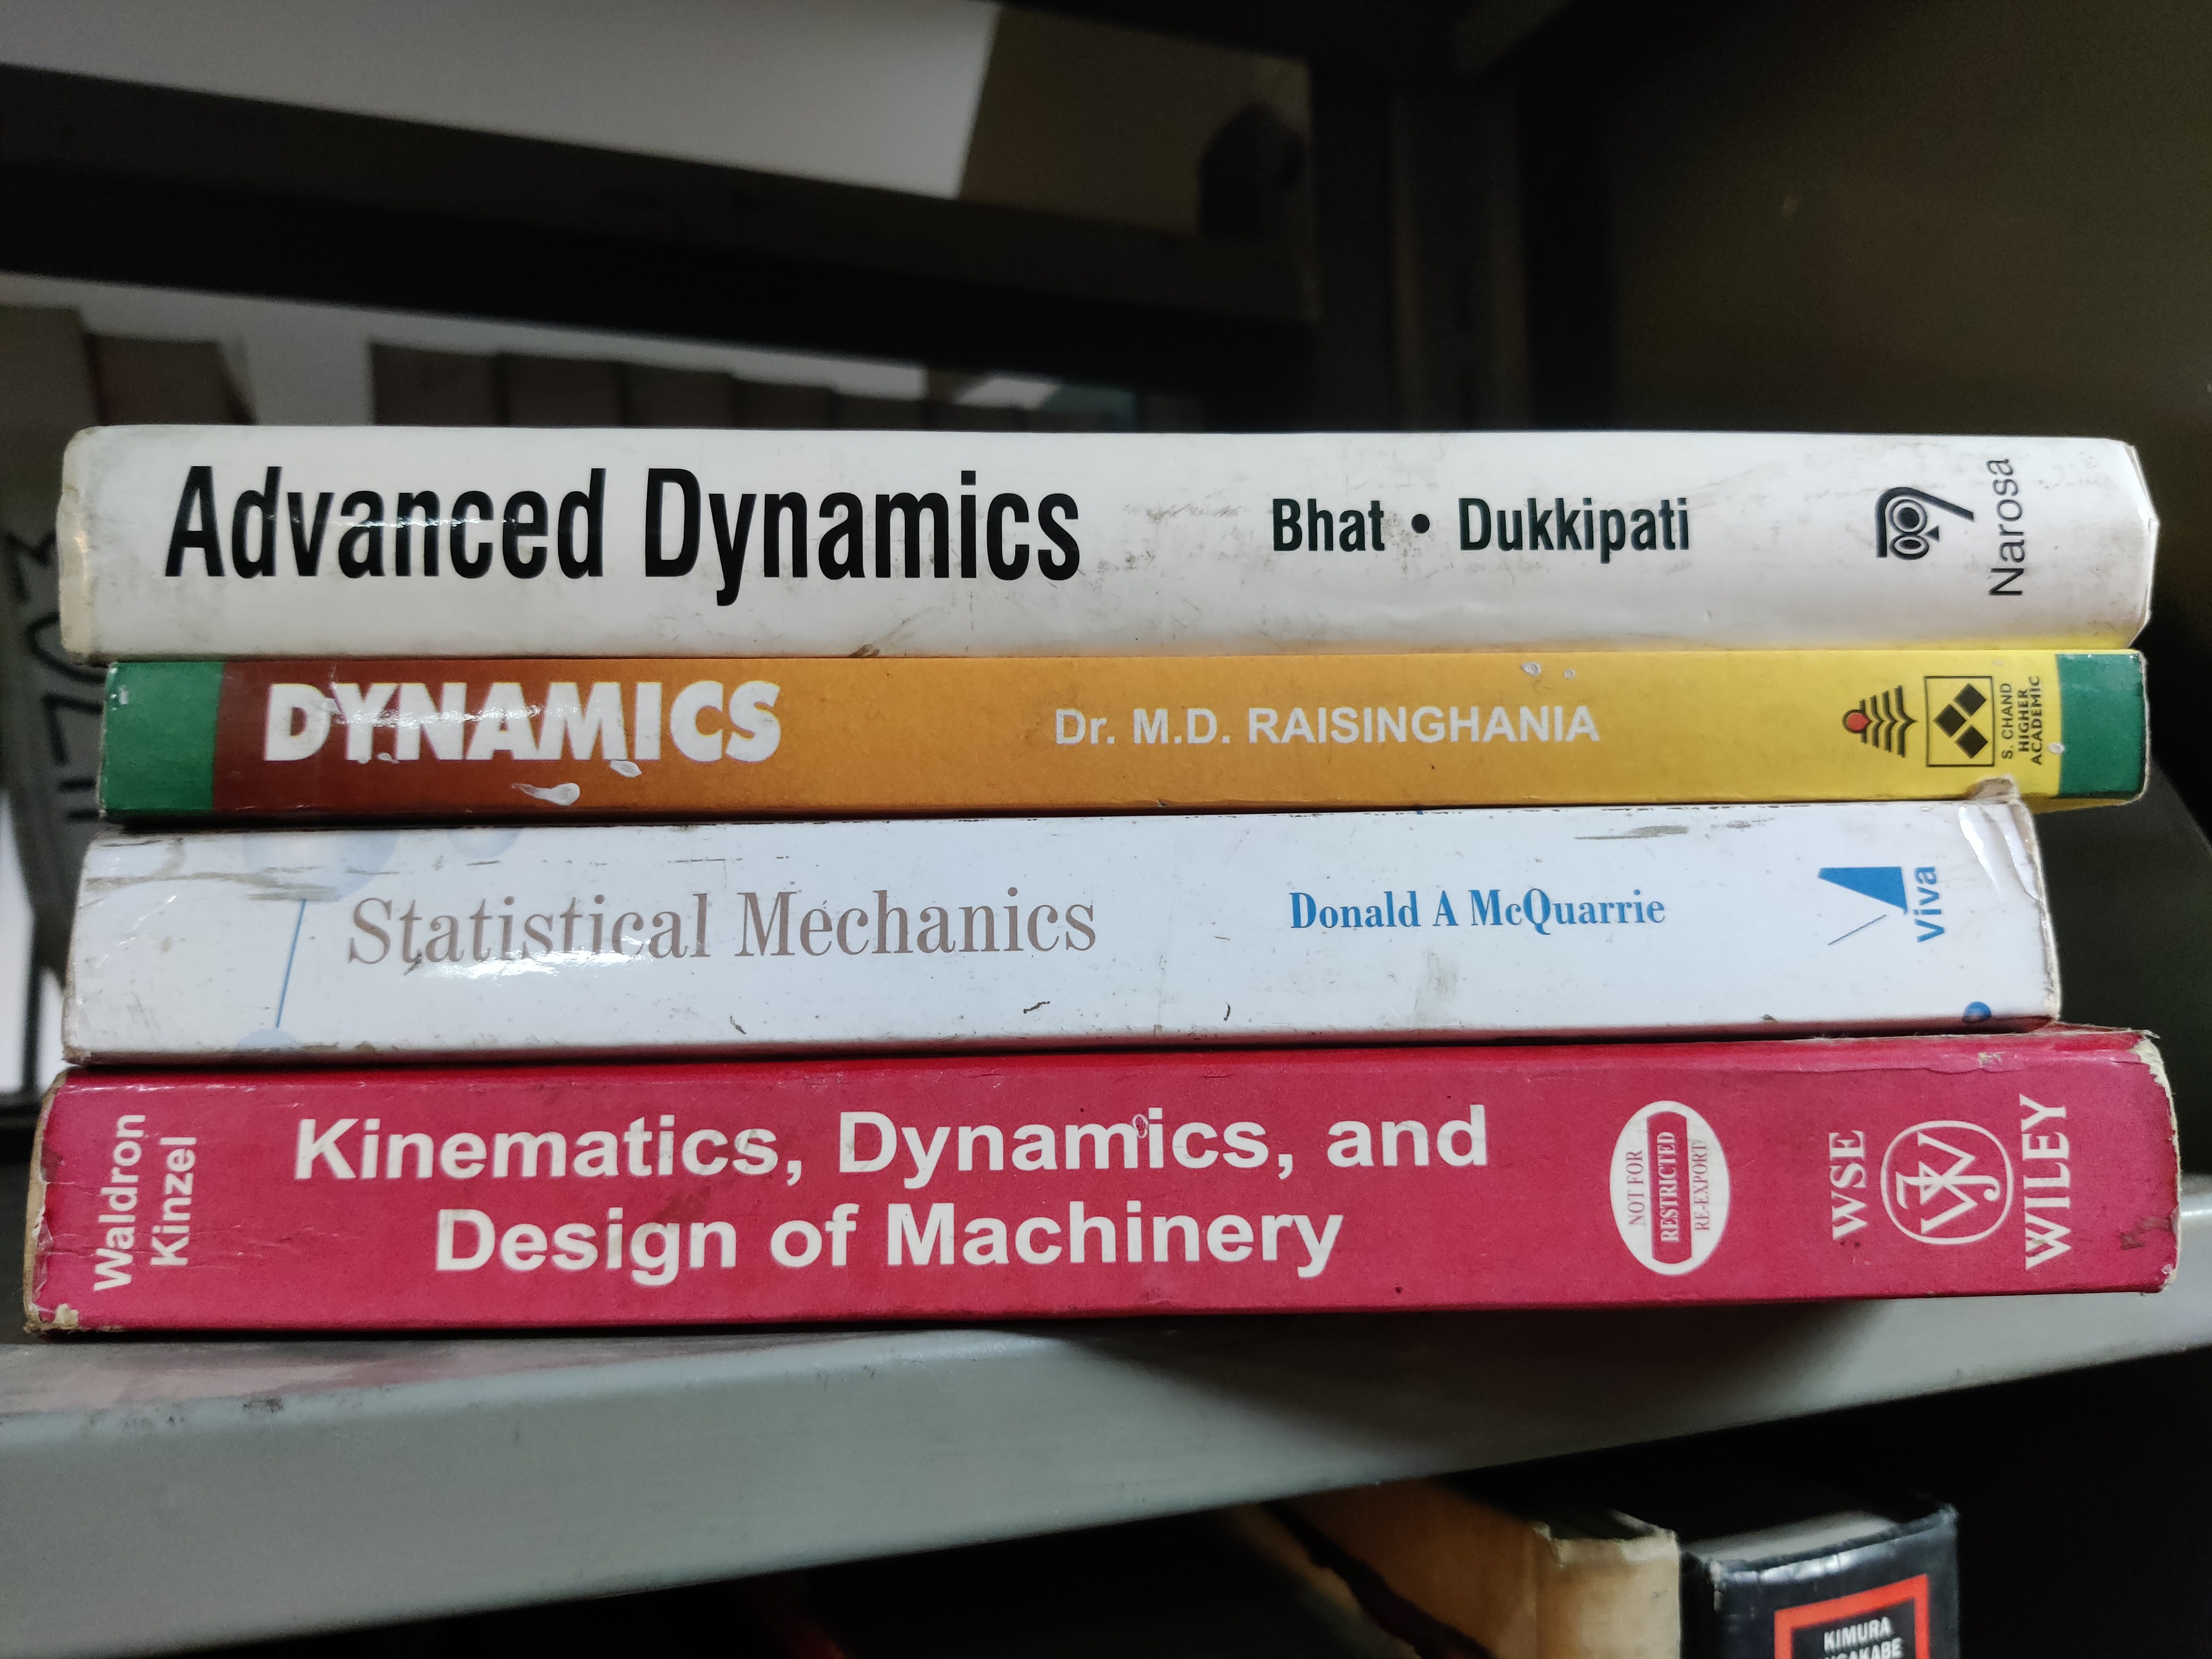 Waldron
Kinzel
Kinematics, Dynamics, and
Design of Machinery
NOT FOR
RESTRICTED
RE-EXPORT
WSE
WILEY
Statistical Mechanics
Donald A McQuarrie
Viva
DYNAMICS
Dr. M.D. RAISINGHANIA
S. CHAND
HIGHER
ACADEMIC
Advanced Dynamics
Bhat • Dukkipati
Narosa
KIMURA